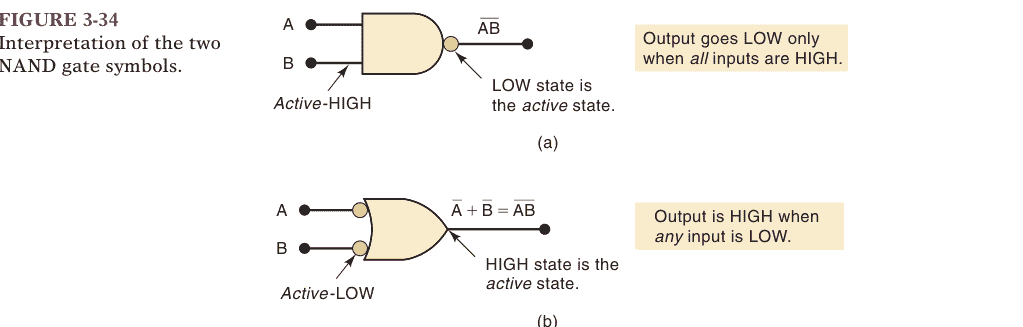 FIGURE 3-34
Interpretation of the two
NAND gate symbols.
A
B
A̅B̅
Active-HIGH
LOW state is
the active state.
Output goes LOW only
when all inputs are HIGH.
(a)
A
B
A̅ + B̅ = A̅B̅
Active-LOW
HIGH state is the
active state.
Output is HIGH when
any input is LOW.
(b)